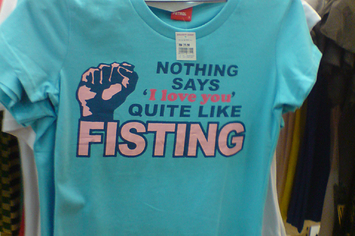 NOTHING
SAYS
'I love you'
QUITE LIKE
FISTING